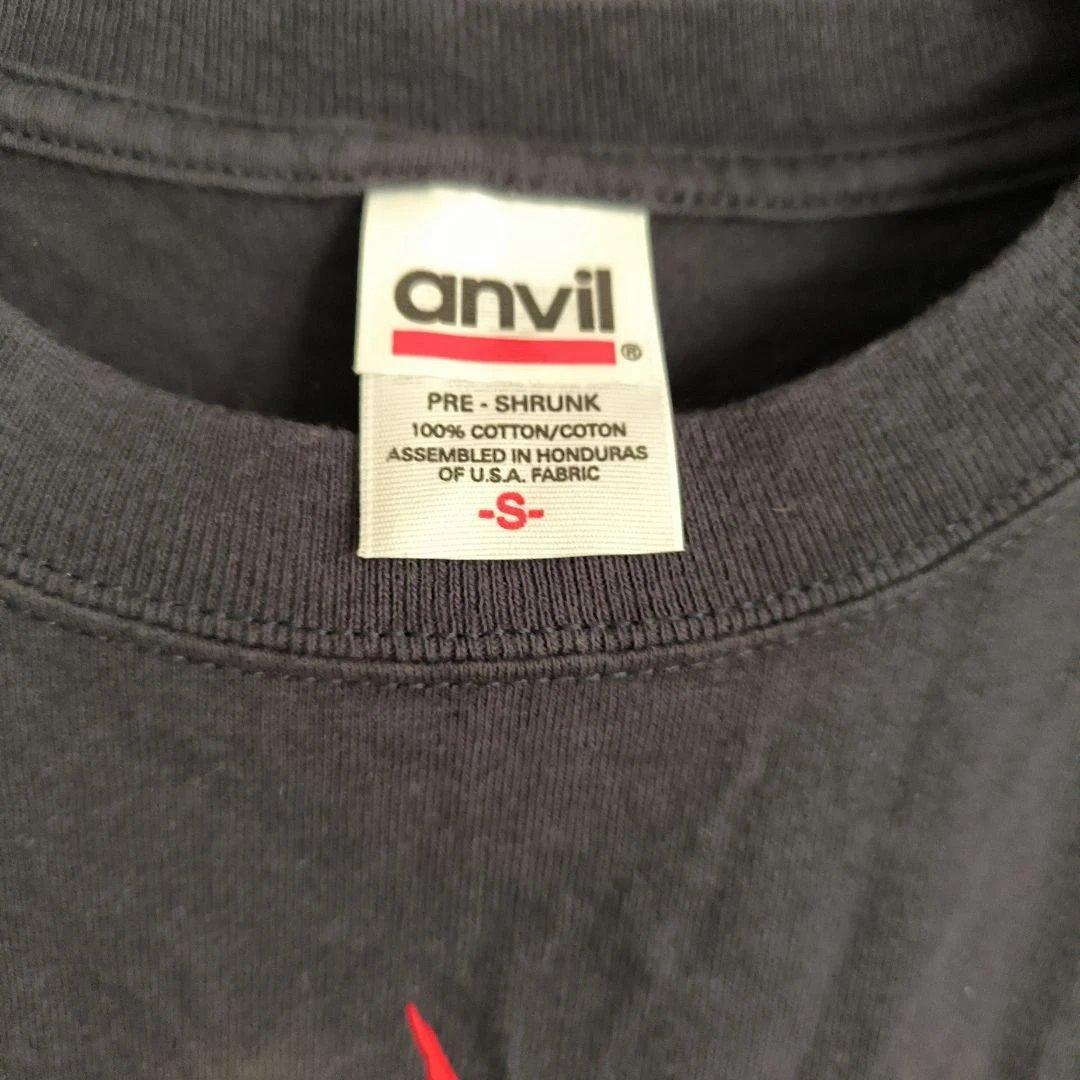 anvil
®
PRE - SHRUNK
100% COTTON/COTON
ASSEMBLED IN HONDURAS
OF U.S.A. FABRIC
-S-